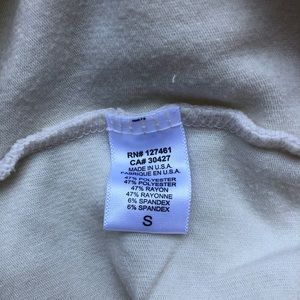 RN# 127461
CA# 30427
MADE IN U.S.A.
FABRIQUE EN U.S.A.
47% POLYESTER
47% POLYESTER
47% RAYON
47% RAYONNE
6% SPANDEX
6% SPANDEX
S